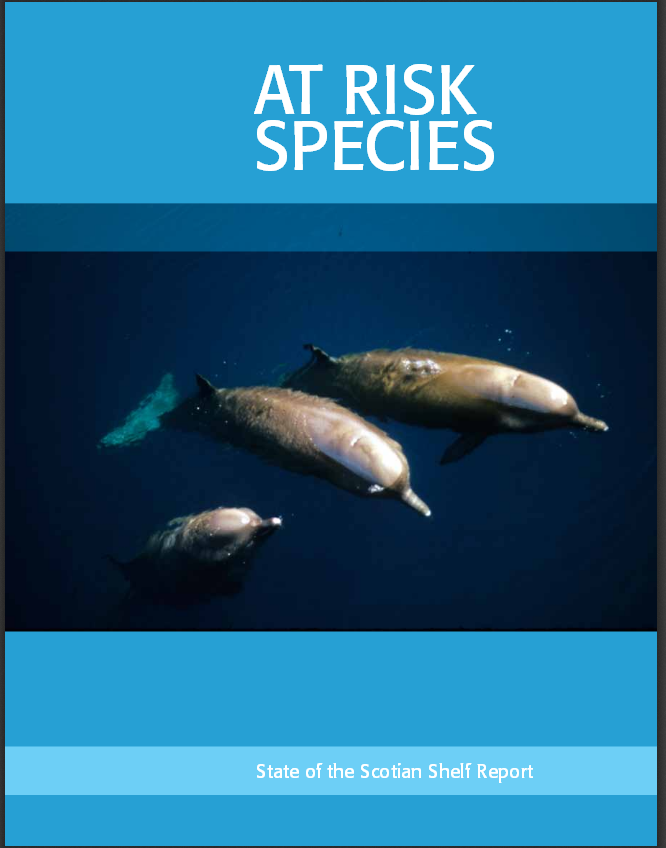 AT RISK
SPECIES
State of the Scotian Shelf Report